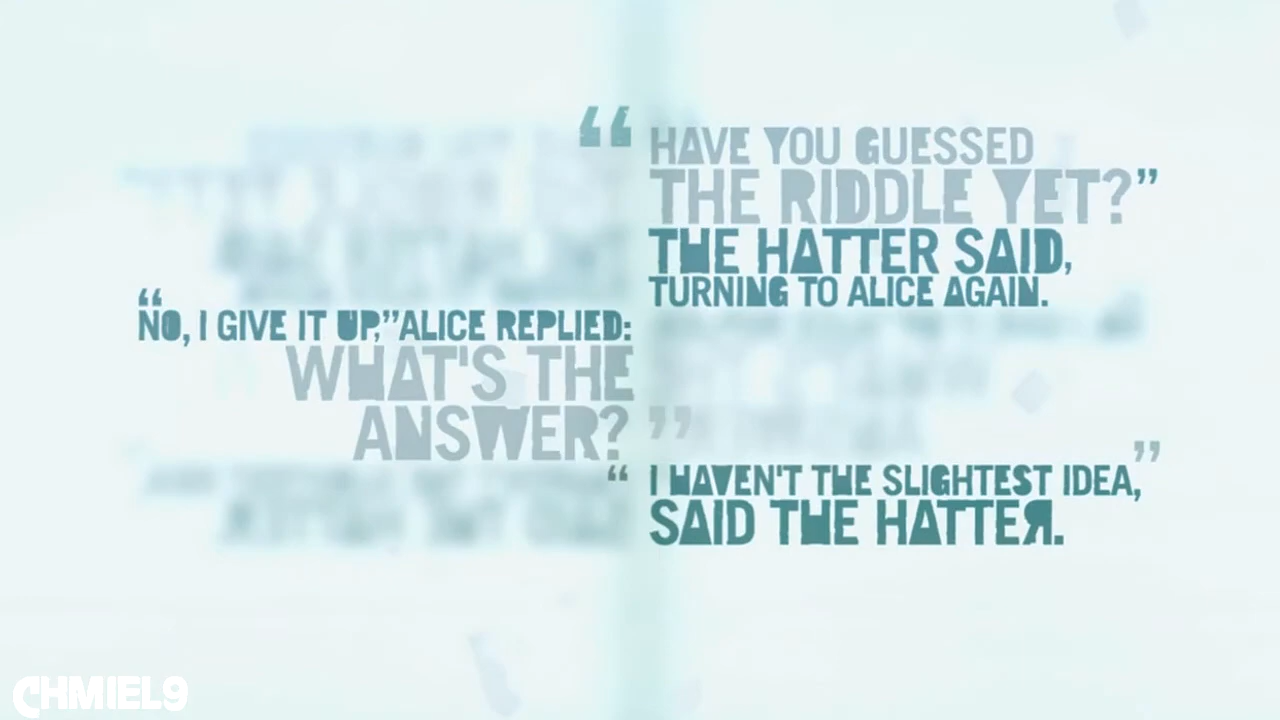 “ HAVE YOU GUESSED
THE RIDDLE YET?”
THE HATTER SAID,
TURNING TO ALICE AGAIN.
“NO, I GIVE IT UP,”ALICE REPLIED:
WHAT'S THE
ANSWER? ”
“ I HAVEN'T THE SLIGHTEST IDEA,”
SAID THE HATTEЯ.
CHMIEL9